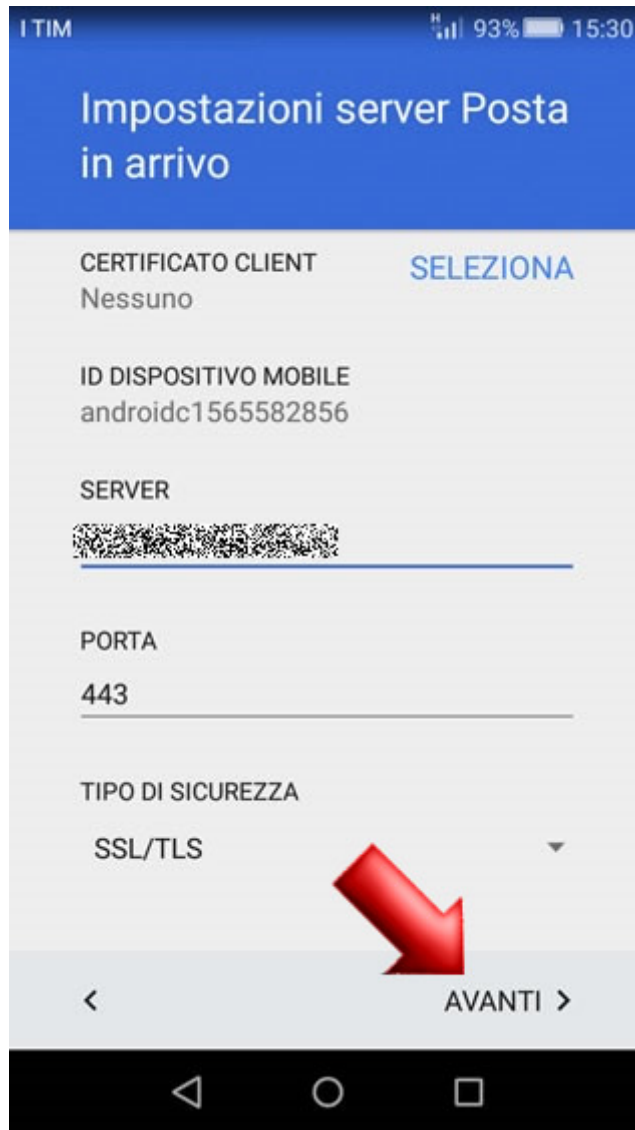 I TIM H 93% 15:30
Impostazioni server Posta
in arrivo
CERTIFICATO CLIENT SELEZIONA
Nessuno
ID DISPOSITIVO MOBILE
androidc1565582856
SERVER
PORTA
443
TIPO DI SICUREZZA
SSL/TLS
AVANTI